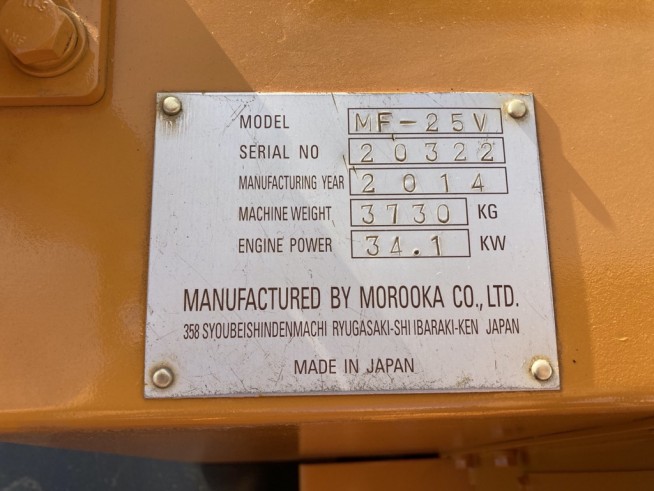 MODEL MF-25V
SERIAL NO 20322
MANUFACTURING YEAR 2014
MACHINE WEIGHT 3730 KG
ENGINE POWER 34.1 KW
MANUFACTURED BY MOROOKA CO., LTD.
358 SYOUBEISHINDENMACHI RYUGASAKI-SHI IBARAKI-KEN JAPAN
MADE IN JAPAN